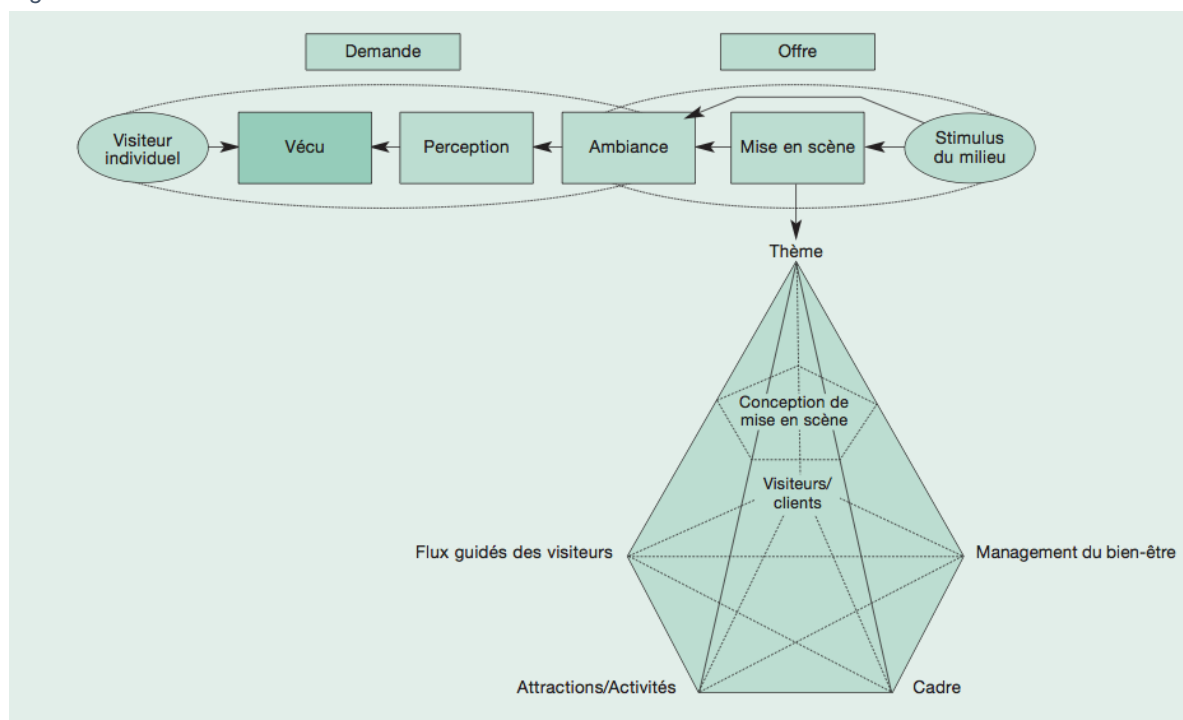 Demande
Offre
Visiteur
individuel
Vécu
Perception
Ambiance
Mise en scène
Stimulus
du milieu
Thème
Conception de
mise en scène
Visiteurs/
clients
Flux guidés des visiteurs
Management du bien-être
Attractions/Activités
Cadre